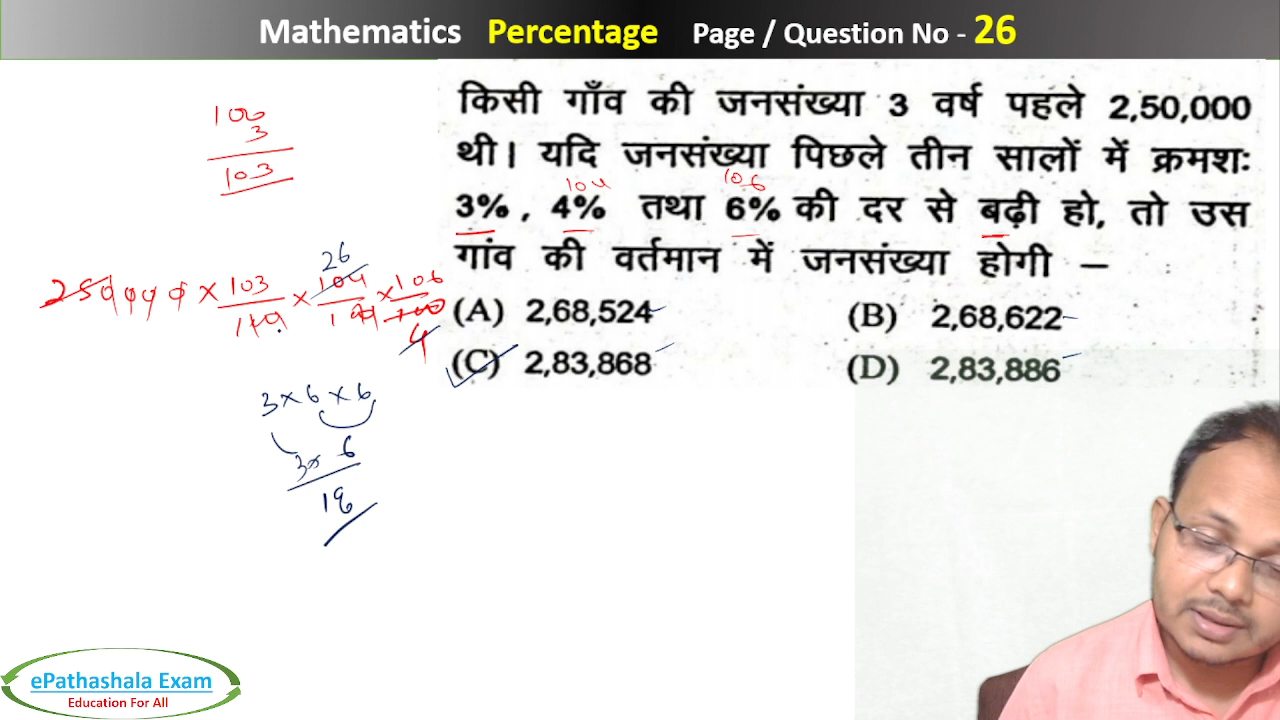 Mathematics Percentage Page / Question No - 26
किसी गाँव की जनसंख्या 3 वर्ष पहले 2,50,000
थी। यदि जनसंख्या पिछले तीन सालों में क्रमशः
104 106
3%, 4% तथा 6% की दर से बढ़ी हो, तो उस
गांव की वर्तमान में जनसंख्या होगी –
(A) 2,68,524 (B) 2,68,622
(C) 2,83,868 (D) 2,83,886
100
3
103
26
250000 × 103/100 × 104/100 × 106/100
4
3 × 6 × 6
3 × 6
18
ePathashala Exam
Education For All